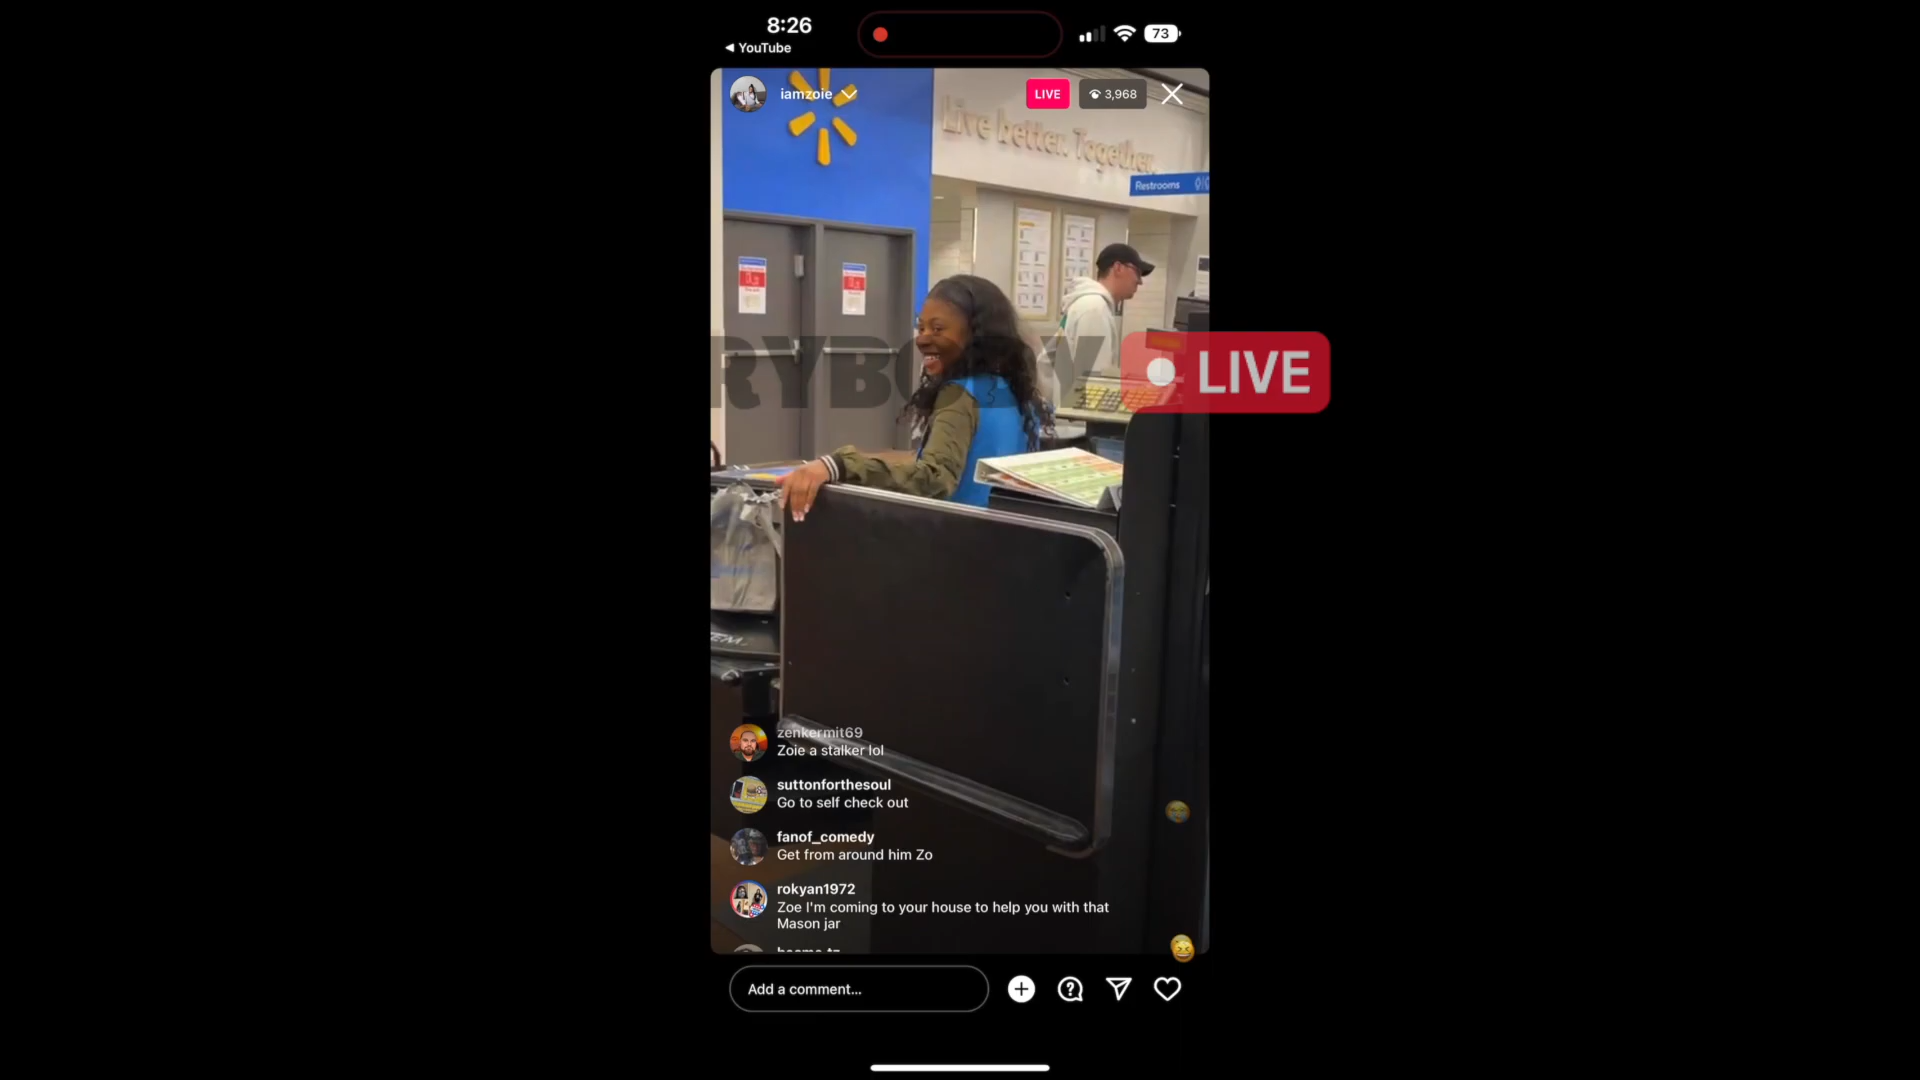 8:26
73
◀ YouTube
iamzoie
LIVE
3,968
Live better. Together.
Restrooms
RYBODY
LIVE
zenkermit69
Zoie a stalker lol
suttonforthesoul
Go to self check out
fanof_comedy
Get from around him Zo
rokyan1972
Zoe I'm coming to your house to help you with that
Mason jar
Add a comment...